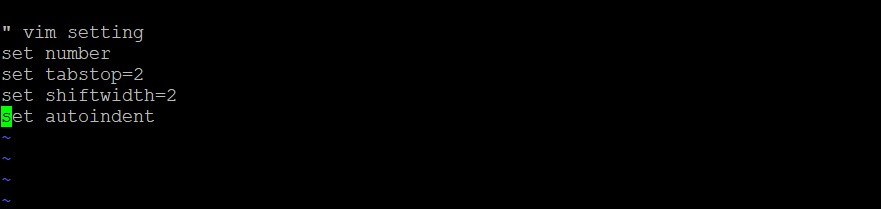 " vim setting
set number
set tabstop=2
set shiftwidth=2
set autoindent
~
~
~
~